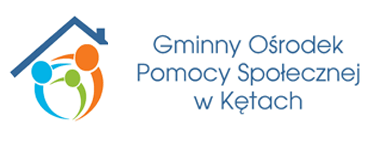 Gminny Ośrodek
Pomocy Społecznej
w Kętach